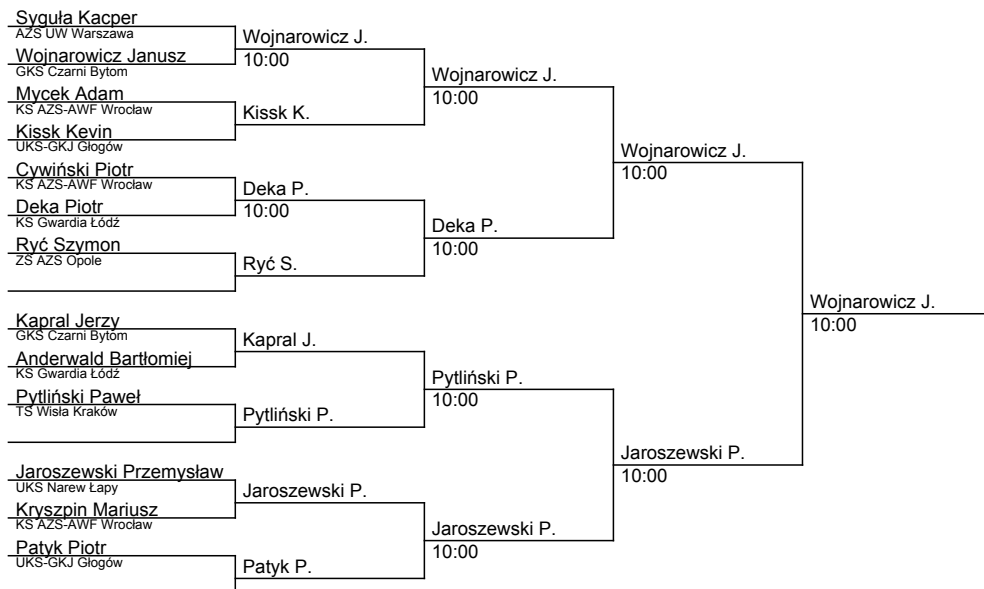 Syguła Kacper
AZS UW Warszawa
Wojnarowicz Janusz
GKS Czarni Bytom
Mycek Adam
KS AZS-AWF Wrocław
Kissk Kevin
UKS-GKJ Głogów
Cywiński Piotr
KS AZS-AWF Wrocław
Deka Piotr
KS Gwardia Łódź
Ryć Szymon
ZS AZS Opole
Kapral Jerzy
GKS Czarni Bytom
Anderwald Bartłomiej
KS Gwardia Łódź
Pytliński Paweł
TS Wisła Kraków
Jaroszewski Przemysław
UKS Narew Łapy
Kryszpin Mariusz
KS AZS-AWF Wrocław
Patyk Piotr
UKS-GKJ Głogów
Wojnarowicz J.
10:00
Kissk K.
Deka P.
10:00
Ryć S.
Kapral J.
Pytliński P.
Jaroszewski P.
Patyk P.
Wojnarowicz J.
10:00
Deka P.
10:00
Pytliński P.
10:00
Jaroszewski P.
10:00
Wojnarowicz J.
10:00
Jaroszewski P.
10:00
Wojnarowicz J.
10:00